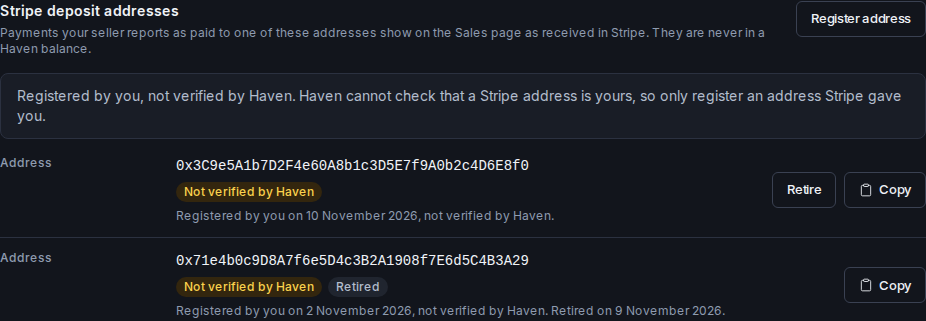 Stripe deposit addresses
Register address
Payments your seller reports as paid to one of these addresses show on the Sales page as received in Stripe. They are never in a
Haven balance.
Registered by you, not verified by Haven. Haven cannot check that a Stripe address is yours, so only register an address Stripe gave
you.
Address
0x3C9e5A1b7D2F4e60A8b1c3D5E7f9A0b2c4D6E8f0
Not verified by Haven
Registered by you on 10 November 2026, not verified by Haven.
Retire
Copy
Address
0x71e4b0c9D8A7f6e5D4c3B2A1908f7E6d5C4B3A29
Not verified by Haven
Retired
Registered by you on 2 November 2026, not verified by Haven. Retired on 9 November 2026.
Copy